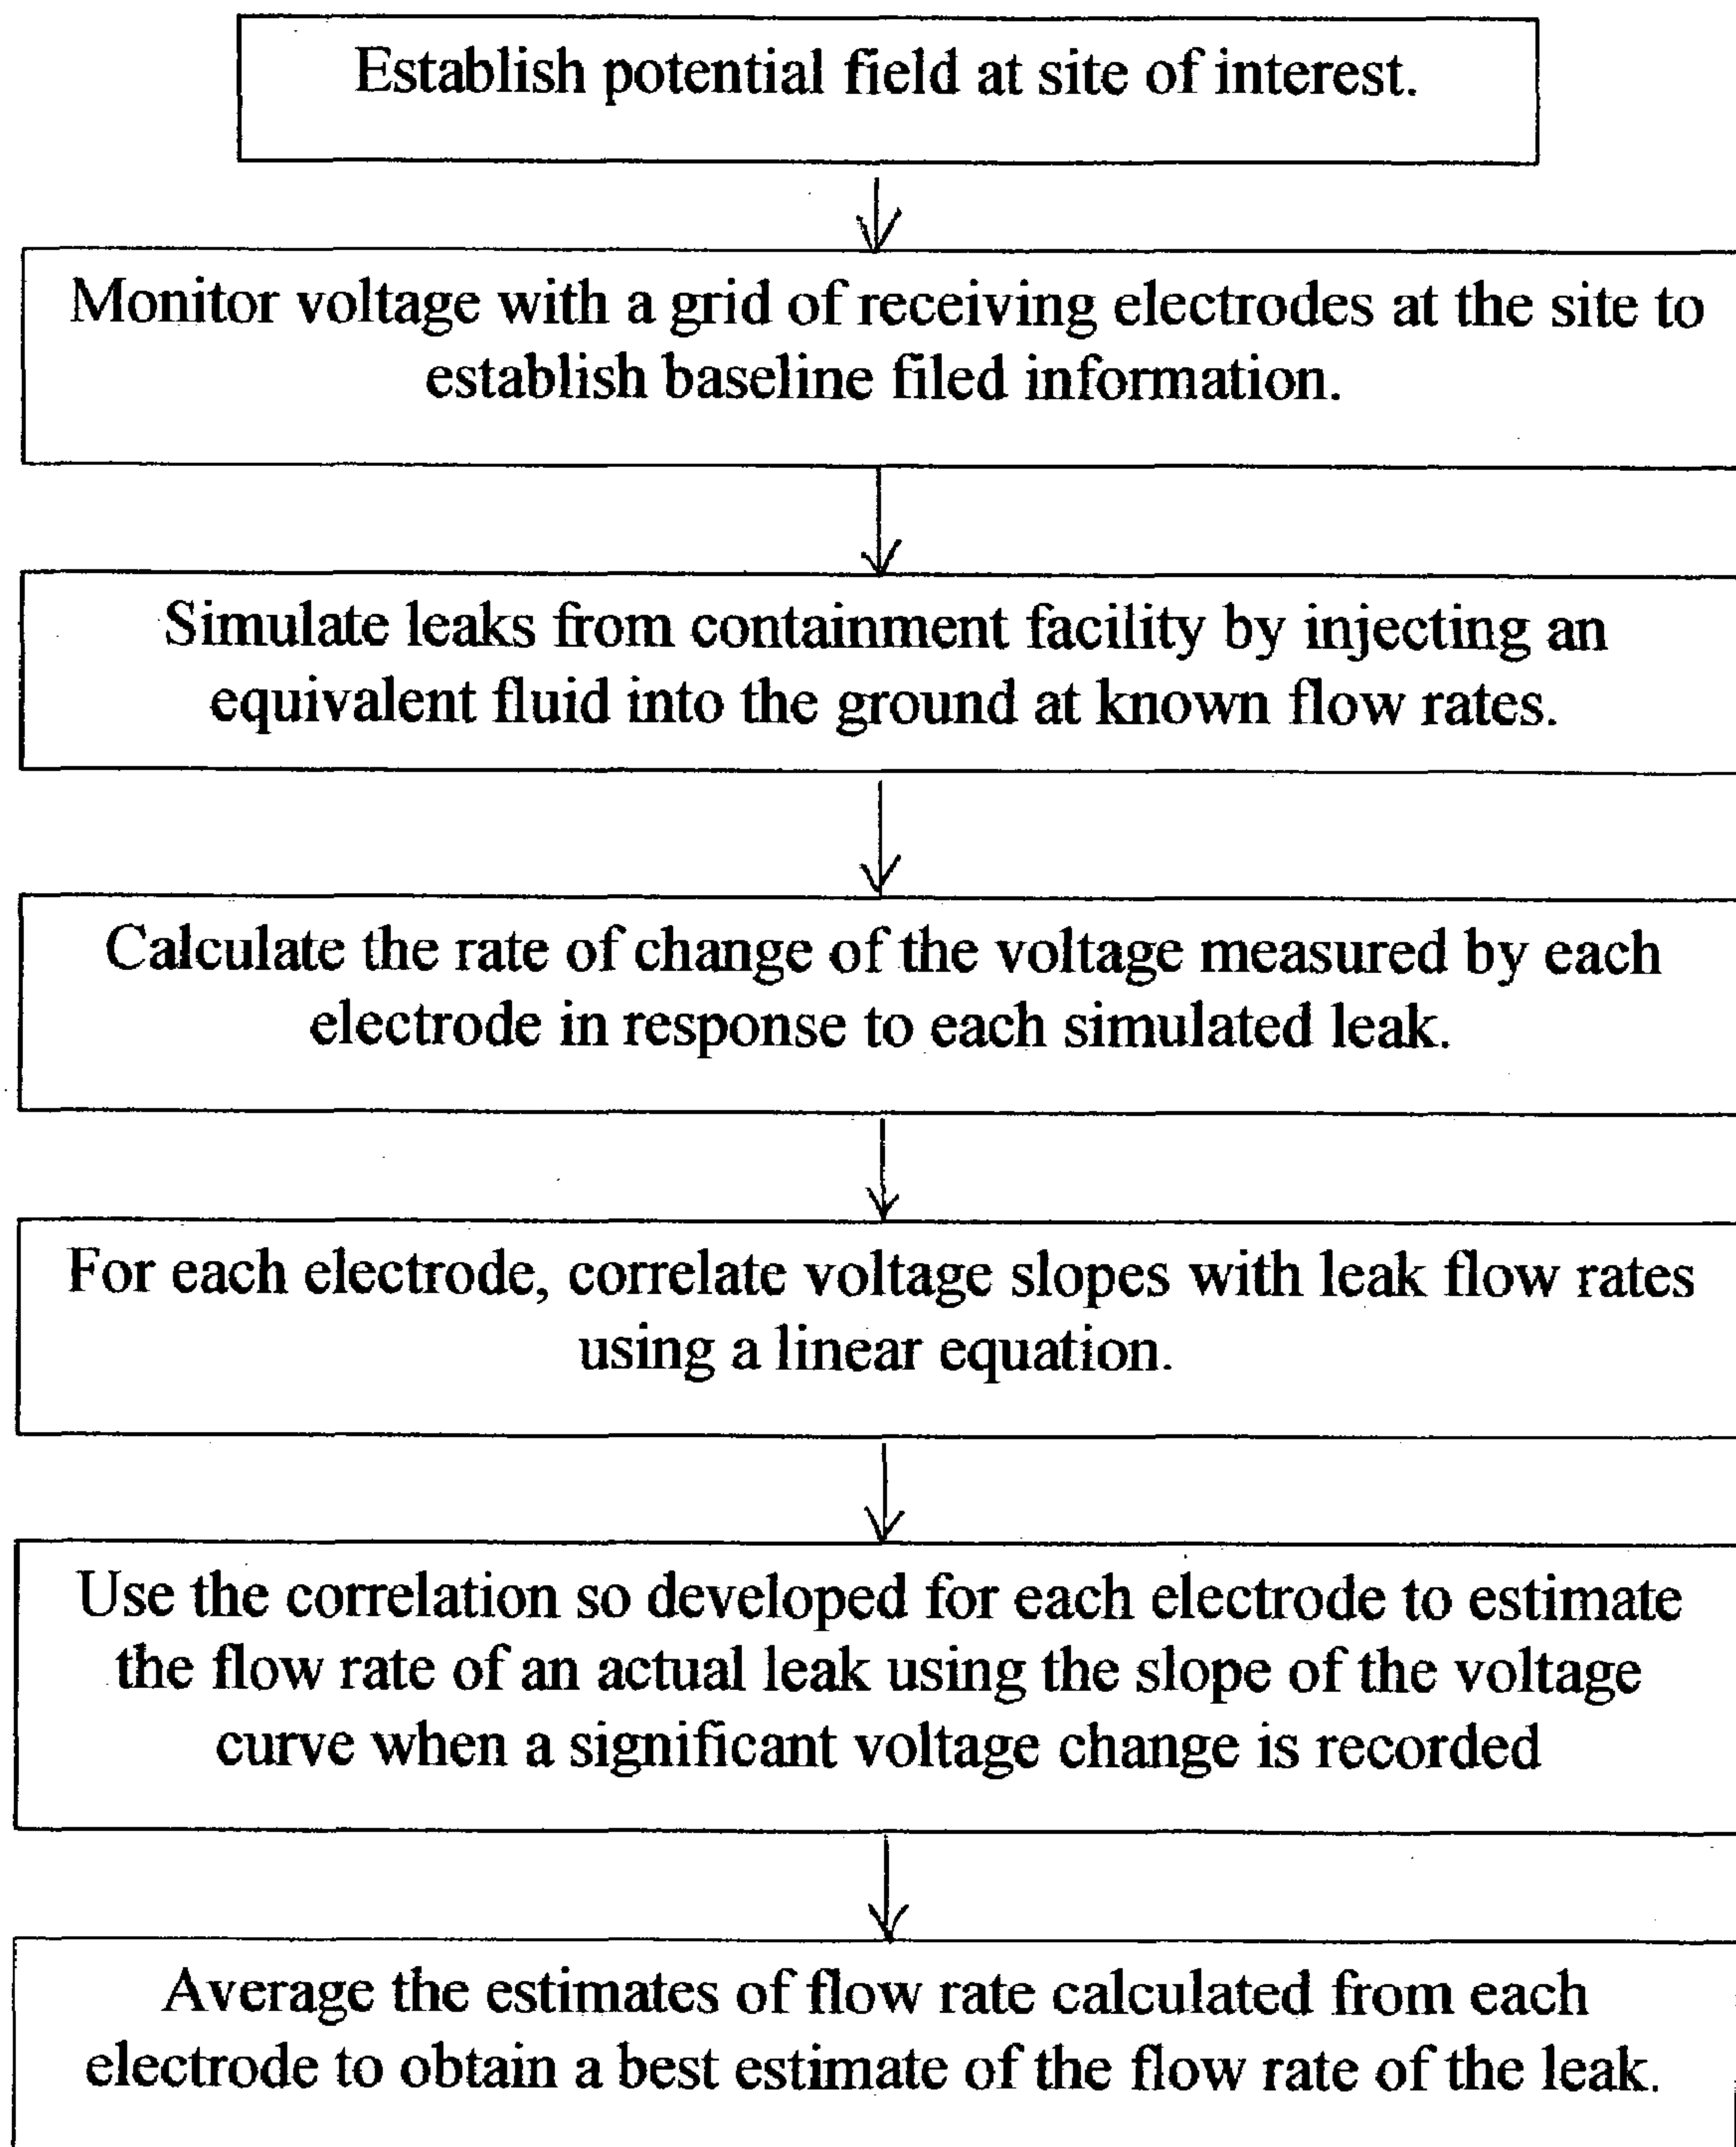 Establish potential field at site of interest.
Monitor voltage with a grid of receiving electrodes at the site to
establish baseline filed information.
Simulate leaks from containment facility by injecting an
equivalent fluid into the ground at known flow rates.
Calculate the rate of change of the voltage measured by each
electrode in response to each simulated leak.
For each electrode, correlate voltage slopes with leak flow rates
using a linear equation.
Use the correlation so developed for each electrode to estimate
the flow rate of an actual leak using the slope of the voltage
curve when a significant voltage change is recorded
Average the estimates of flow rate calculated from each
electrode to obtain a best estimate of the flow rate of the leak.